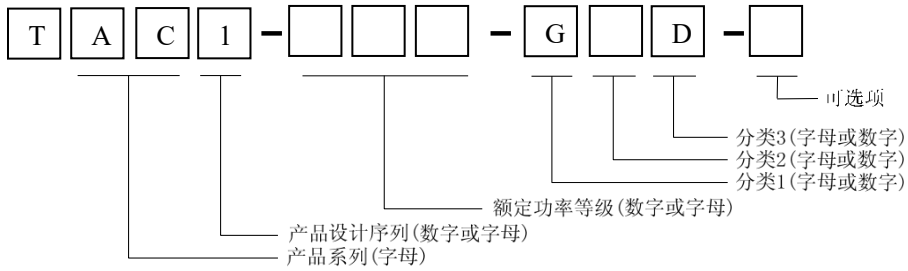 T A C 1 - □ □ □ - G □ D - □
可选项
分类3(字母或数字)
分类2(字母或数字)
分类1(字母或数字)
额定功率等级(数字或字母)
产品设计序列(数字或字母)
产品系列(字母)